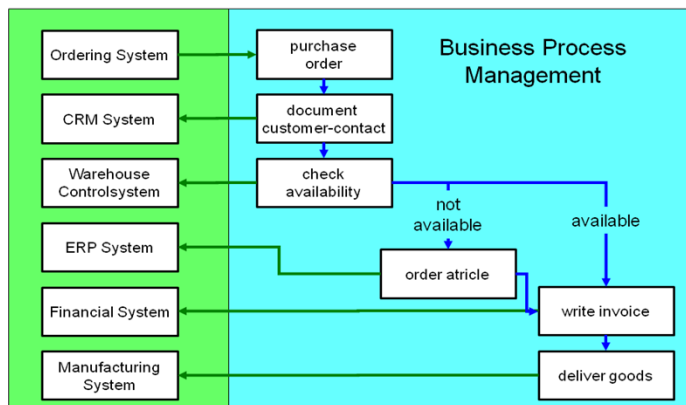 Business Process
Management
Ordering System
purchase
order
CRM System
document
customer-contact
Warehouse
Controlsystem
check
availability
not
available
available
ERP System
order atricle
Financial System
write invoice
Manufacturing
System
deliver goods